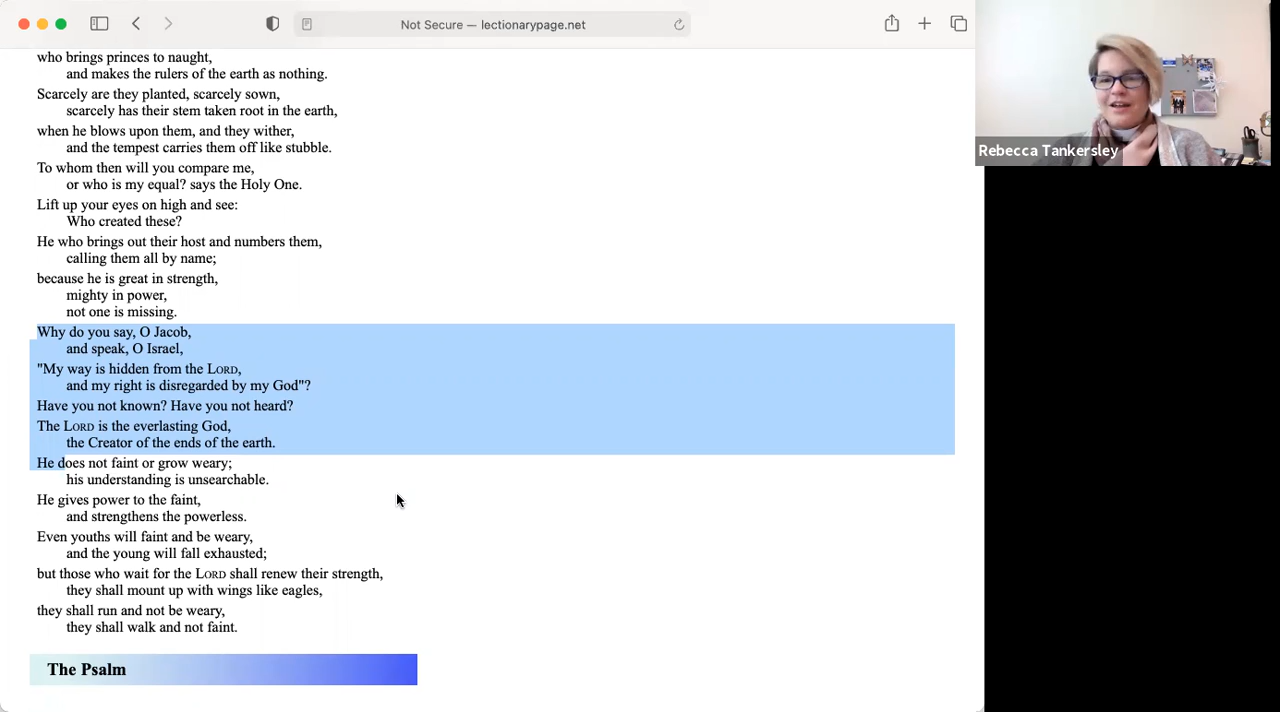 Not Secure — lectionarypage.net
who brings princes to naught,
and makes the rulers of the earth as nothing.
Scarcely are they planted, scarcely sown,
scarcely has their stem taken root in the earth,
when he blows upon them, and they wither,
and the tempest carries them off like stubble.
To whom then will you compare me,
or who is my equal? says the Holy One.
Lift up your eyes on high and see:
Who created these?
He who brings out their host and numbers them,
calling them all by name;
because he is great in strength,
mighty in power,
not one is missing.
Why do you say, O Jacob,
and speak, O Israel,
"My way is hidden from the LORD,
and my right is disregarded by my God"?
Have you not known? Have you not heard?
The LORD is the everlasting God,
the Creator of the ends of the earth.
He does not faint or grow weary;
his understanding is unsearchable.
He gives power to the faint,
and strengthens the powerless.
Even youths will faint and be weary,
and the young will fall exhausted;
but those who wait for the LORD shall renew their strength,
they shall mount up with wings like eagles,
they shall run and not be weary,
they shall walk and not faint.
The Psalm
Rebecca Tankersley